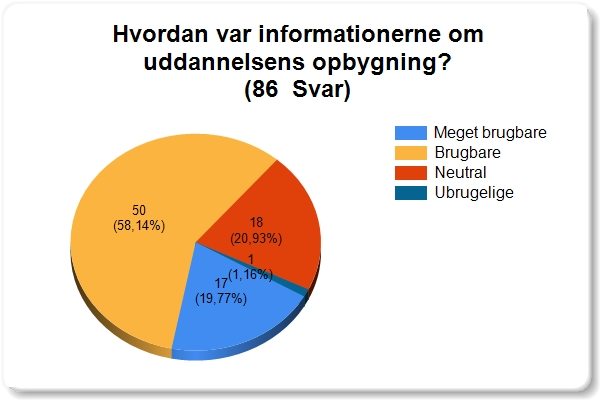 Hvordan var informationerne om
uddannelsens opbygning?
(86  Svar)
Meget brugbare
Brugbare
Neutral
Ubrugelige
50
(58,14%)
18
(20,93%)
1
(1,16%)
17
(19,77%)